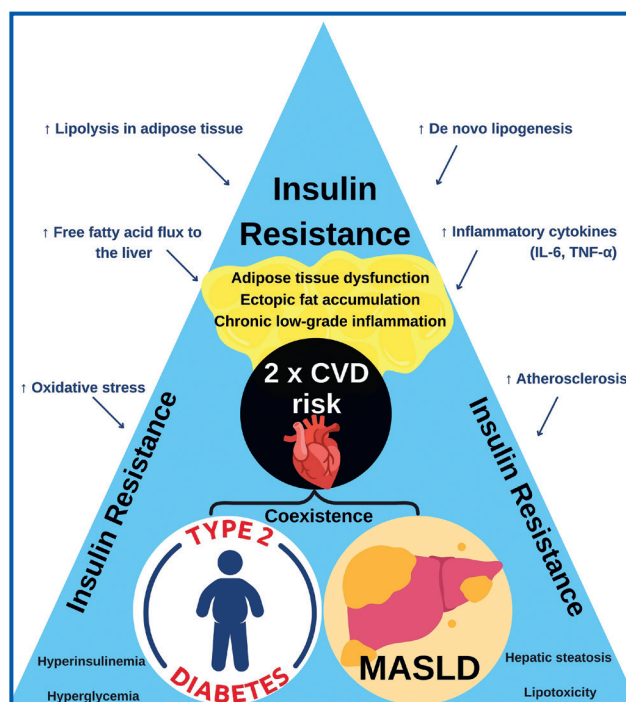 ↑ Lipolysis in adipose tissue
↑ De novo lipogenesis
Insulin
Resistance
↑ Free fatty acid flux to
the liver
↑ Inflammatory cytokines
(IL-6, TNF-α)
Adipose tissue dysfunction
Ectopic fat accumulation
Chronic low-grade inflammation
2 x CVD
risk
↑ Oxidative stress
↑ Atherosclerosis
Insulin Resistance
Insulin Resistance
Coexistence
TYPE 2
DIABETES
MASLD
Hyperinsulinemia
Hyperglycemia
Hepatic steatosis
Lipotoxicity